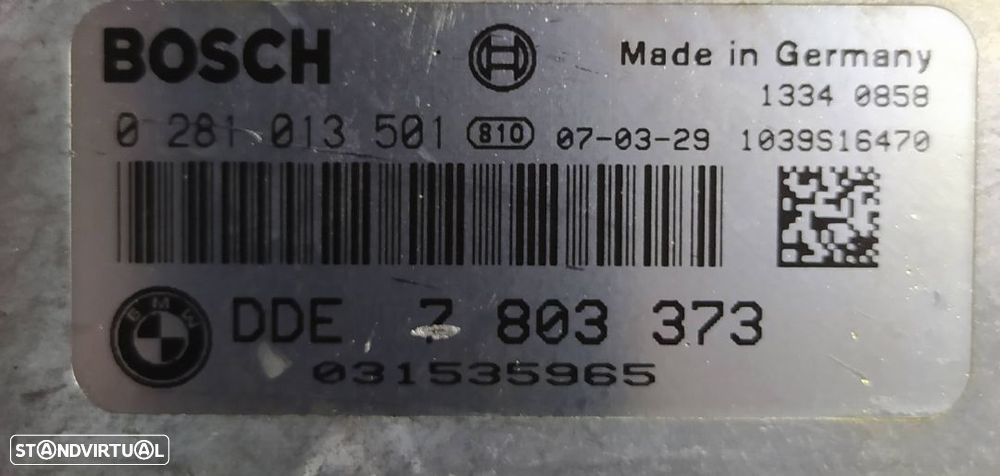 BOSCH
Made in Germany
1334 0858
0 281 013 501 810 07-03-29 1039S16470
BMW
DDE 7 803 373
031535965
STANDVIRTUAL